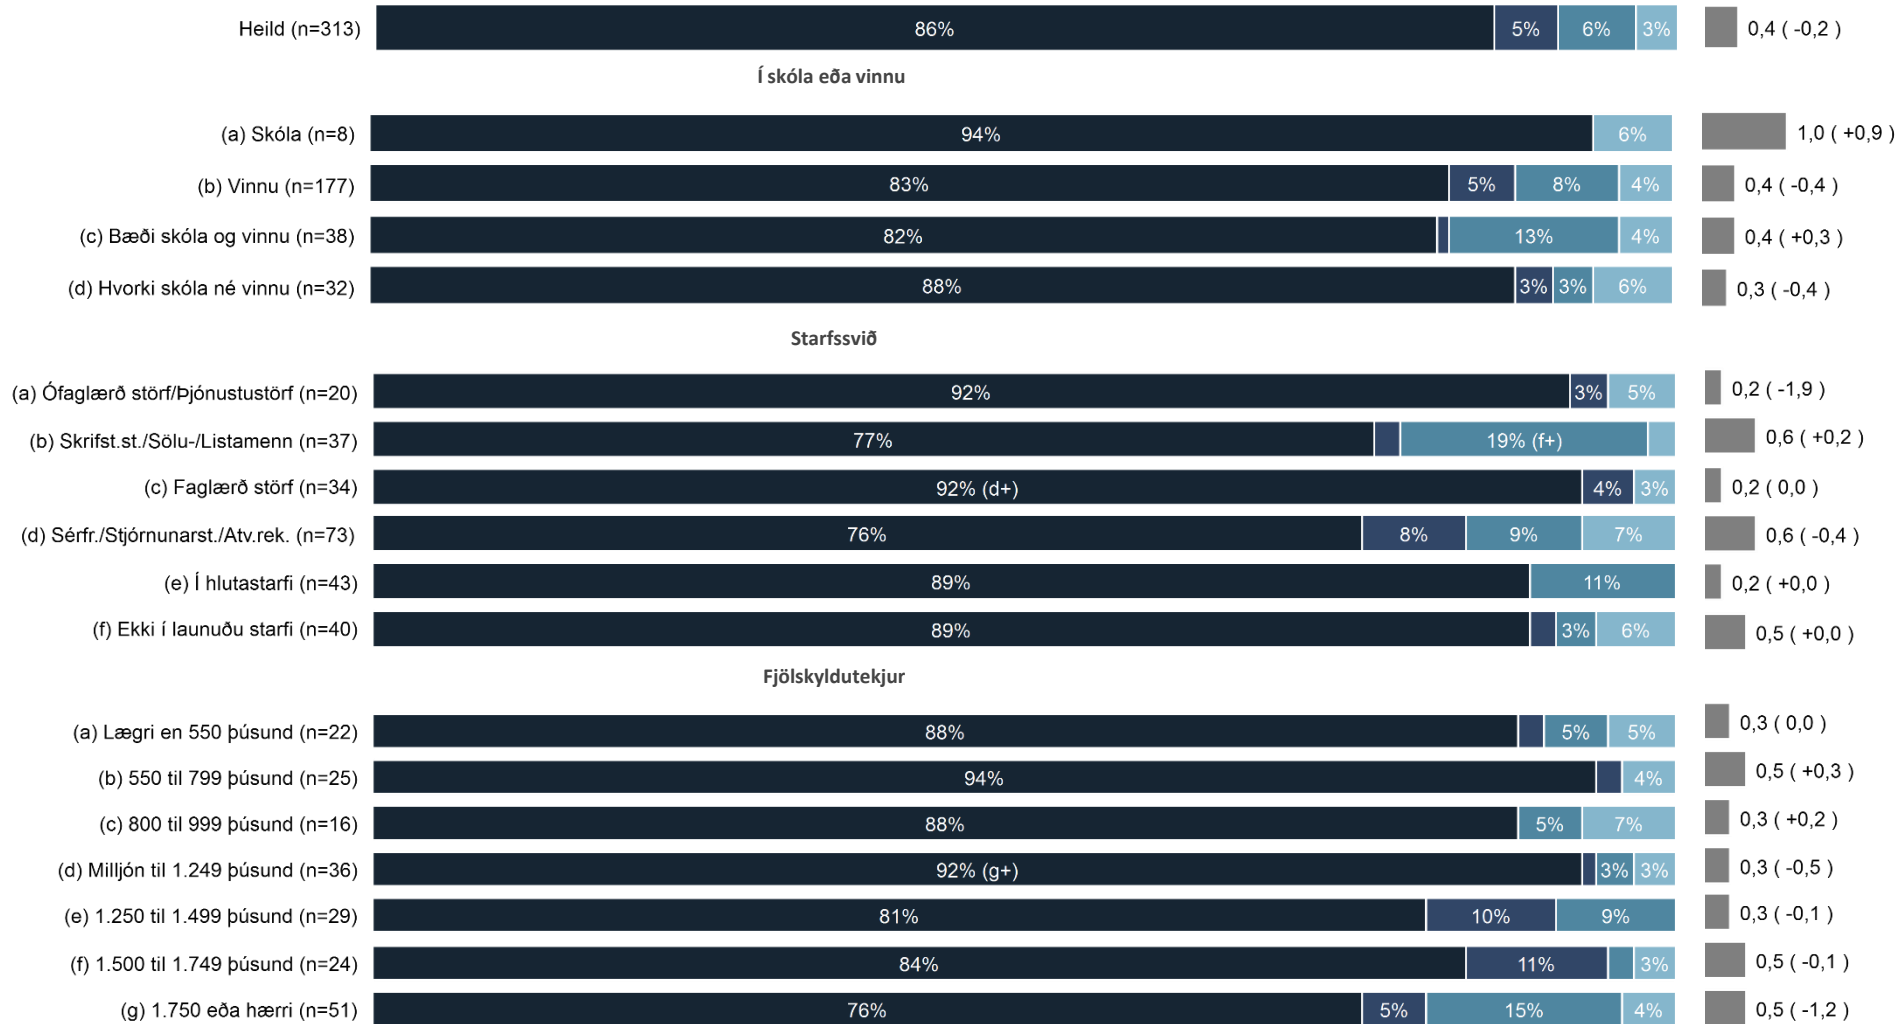 Heild (n=313) 86% 5% 6% 3% 0,4 ( -0,2 )
Í skóla eða vinnu
(a) Skóla (n=8) 94% 6% 1,0 ( +0,9 )
(b) Vinnu (n=177) 83% 5% 8% 4% 0,4 ( -0,4 )
(c) Bæði skóla og vinnu (n=38) 82% 13% 4% 0,4 ( +0,3 )
(d) Hvorki skóla né vinnu (n=32) 88% 3% 3% 6% 0,3 ( -0,4 )
Starfssvið
(a) Ófaglærð störf/Þjónustustörf (n=20) 92% 3% 5% 0,2 ( -1,9 )
(b) Skrifst.st./Sölu-/Listamenn (n=37) 77% 19% (f+) 0,6 ( +0,2 )
(c) Faglærð störf (n=34) 92% (d+) 4% 3% 0,2 ( 0,0 )
(d) Sérfr./Stjórnunarst./Atv.rek. (n=73) 76% 8% 9% 7% 0,6 ( -0,4 )
(e) Í hlutastarfi (n=43) 89% 11% 0,2 ( +0,0 )
(f) Ekki í launuðu starfi (n=40) 89% 3% 6% 0,5 ( +0,0 )
Fjölskyldutekjur
(a) Lægri en 550 þúsund (n=22) 88% 5% 5% 0,3 ( 0,0 )
(b) 550 til 799 þúsund (n=25) 94% 4% 0,5 ( +0,3 )
(c) 800 til 999 þúsund (n=16) 88% 5% 7% 0,3 ( +0,2 )
(d) Milljón til 1.249 þúsund (n=36) 92% (g+) 3% 3% 0,3 ( -0,5 )
(e) 1.250 til 1.499 þúsund (n=29) 81% 10% 9% 0,3 ( -0,1 )
(f) 1.500 til 1.749 þúsund (n=24) 84% 11% 3% 0,5 ( -0,1 )
(g) 1.750 eða hærri (n=51) 76% 5% 15% 4% 0,5 ( -1,2 )